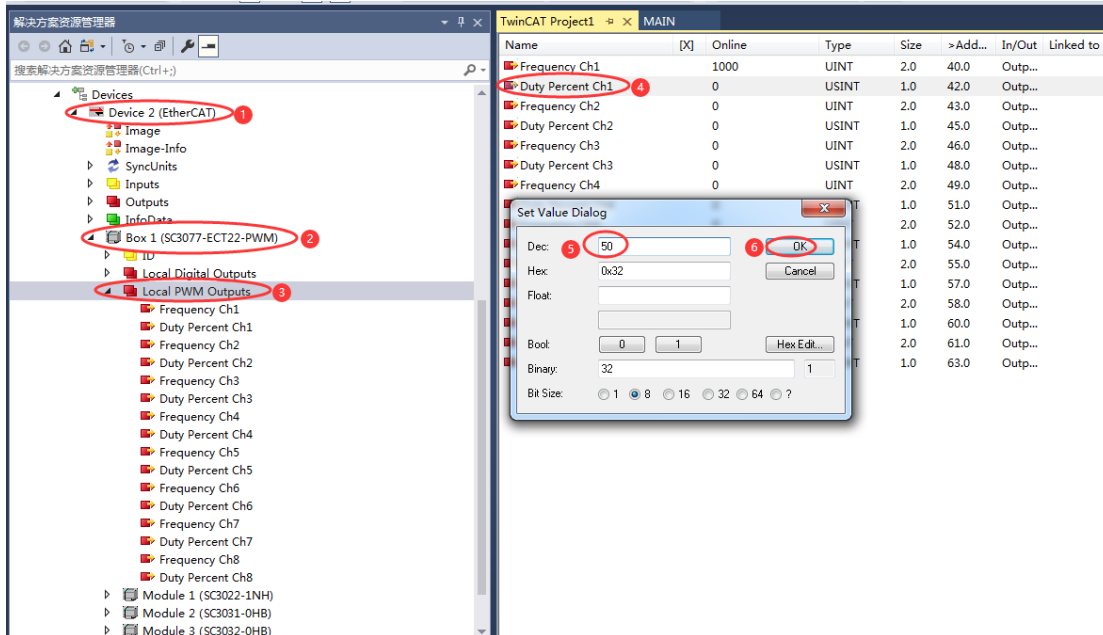 解决方案资源管理器
搜索解决方案资源管理器(Ctrl+;)
Devices
Device 2 (EtherCAT)
1
Image
Image-Info
SyncUnits
Inputs
Outputs
InfoData
Box 1 (SC3077-ECT22-PWM)
2
ID
Local Digital Outputs
Local PWM Outputs
3
Frequency Ch1
Duty Percent Ch1
Frequency Ch2
Duty Percent Ch2
Frequency Ch3
Duty Percent Ch3
Frequency Ch4
Duty Percent Ch4
Frequency Ch5
Duty Percent Ch5
Frequency Ch6
Duty Percent Ch6
Frequency Ch7
Duty Percent Ch7
Frequency Ch8
Duty Percent Ch8
Module 1 (SC3022-1NH)
Module 2 (SC3031-0HB)
Module 3 (SC3032-0HB)
TwinCAT Project1 MAIN
Name [X] Online Type Size >Add... In/Out Linked to
Frequency Ch1 1000 UINT 2.0 40.0 Outp...
Duty Percent Ch1 4 0 USINT 1.0 42.0 Outp...
Frequency Ch2 0 UINT 2.0 43.0 Outp...
Duty Percent Ch2 0 USINT 1.0 45.0 Outp...
Frequency Ch3 0 UINT 2.0 46.0 Outp...
Duty Percent Ch3 0 USINT 1.0 48.0 Outp...
Frequency Ch4 0 UINT 2.0 49.0 Outp...
1.0 51.0 Outp...
2.0 52.0 Outp...
1.0 54.0 Outp...
2.0 55.0 Outp...
1.0 57.0 Outp...
2.0 58.0 Outp...
1.0 60.0 Outp...
2.0 61.0 Outp...
1.0 63.0 Outp...
Set Value Dialog
Dec: 5 50 6 OK
Hex: 0x32 Cancel
Float:
Bool: 0 1 Hex Edit...
Binary: 32 1
Bit Size: 1 8 16 32 64 ?